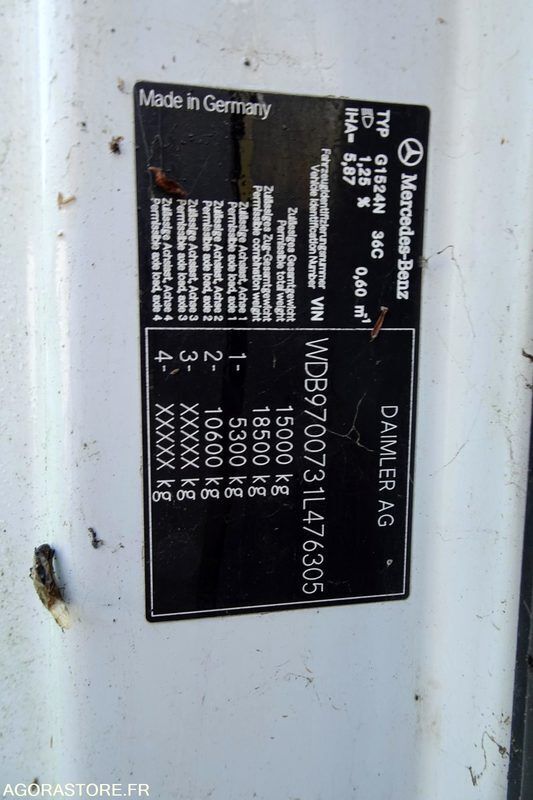 Mercedes-Benz DAIMLER AG
TYP G1524N 36C
1,25 % 0,60 m-1
IHA= 5,87
Fahrzeugidentifizierungsnummer
Vehicle Identification Number VIN WDB9700731L476305
Zulässiges Gesamtgewicht
Permissible total weight 15000 kg
Zulässiges Zug-Gesamtgewicht
Permissible combination weight 18500 kg
Zulässige Achslast, Achse 1
Permissible axle load, axle 1 1- 5300 kg
Zulässige Achslast, Achse 2
Permissible axle load, axle 2 2- 10600 kg
Zulässige Achslast, Achse 3
Permissible axle load, axle 3 3- XXXXX kg
Zulässige Achslast, Achse 4
Permissible axle load, axle 4 4- XXXXX kg
Made in Germany
AGORASTORE.FR